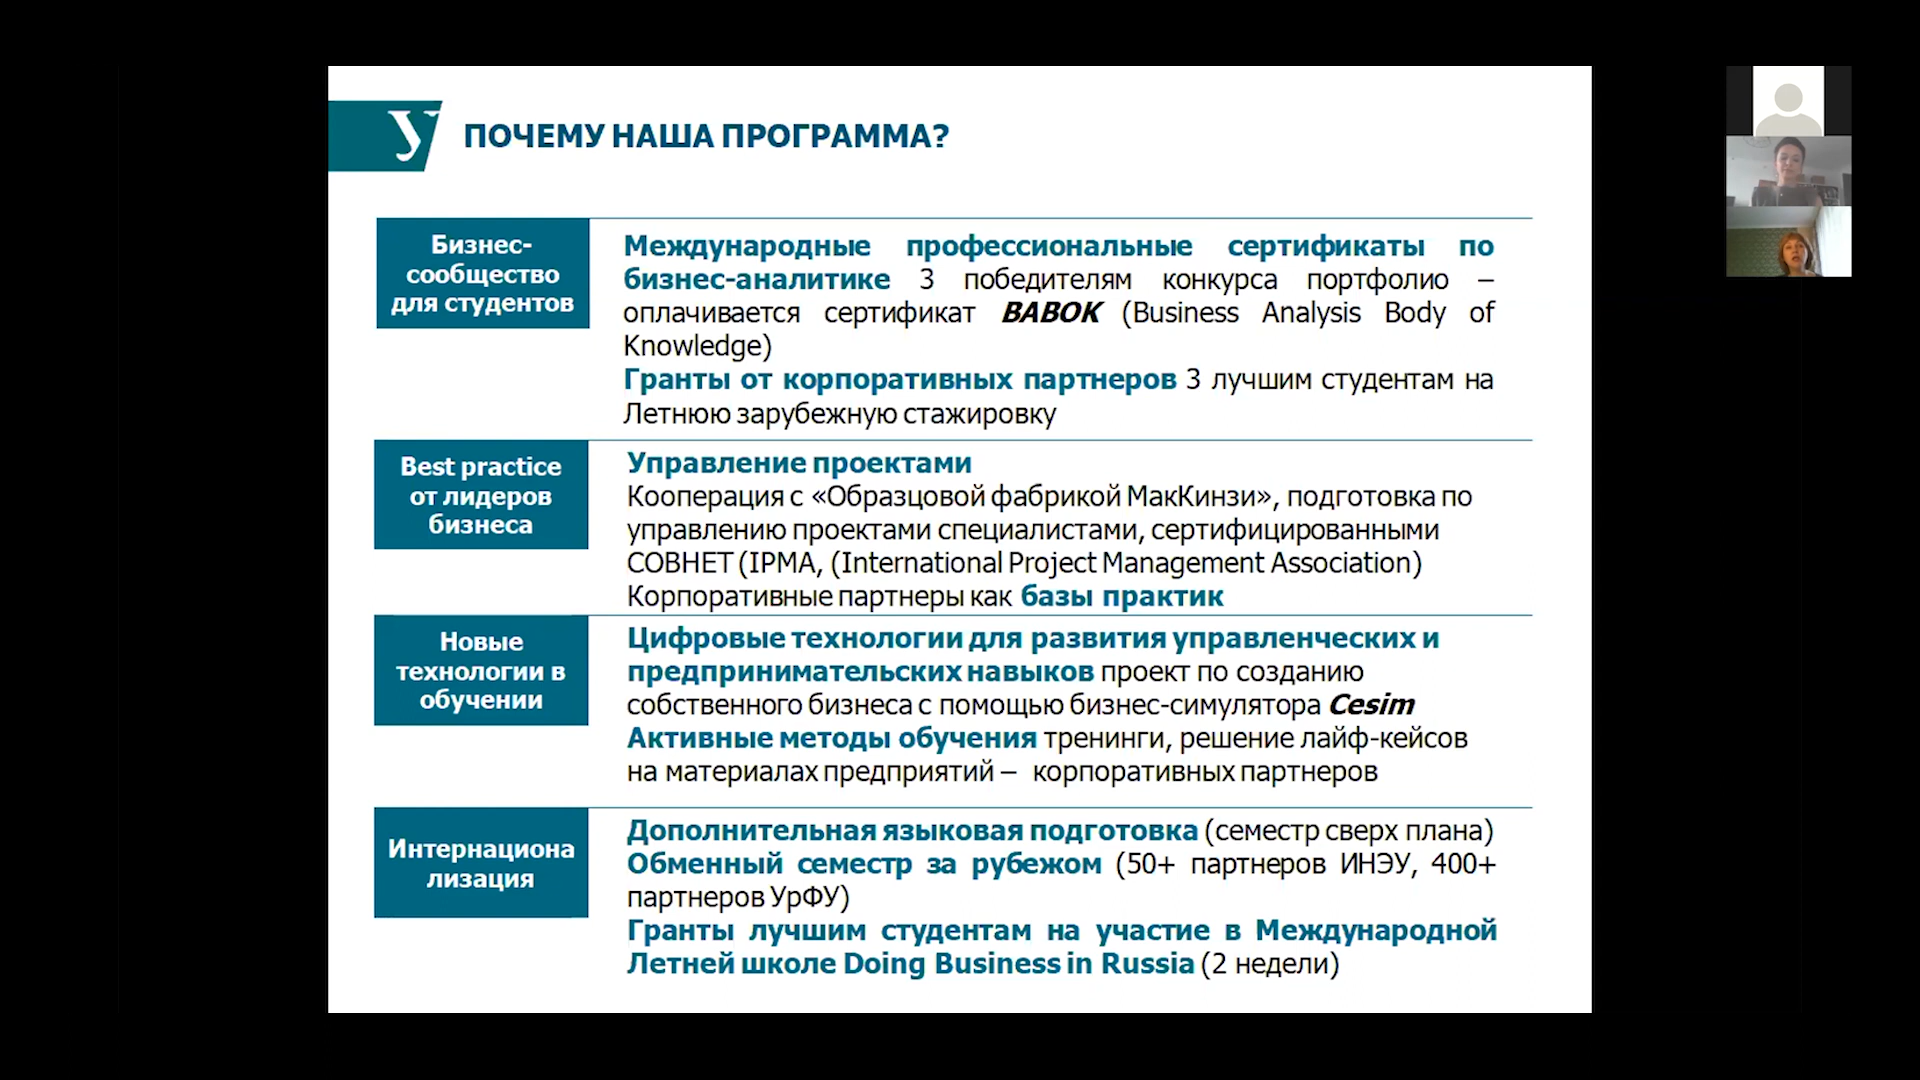 У
ПОЧЕМУ НАША ПРОГРАММА?
Бизнес-
сообщество
для студентов
Международные профессиональные сертификаты по
бизнес-аналитике 3 победителям конкурса портфолио –
оплачивается сертификат BABOK (Business Analysis Body of
Knowledge)
Гранты от корпоративных партнеров 3 лучшим студентам на
Летнюю зарубежную стажировку
Best practice
от лидеров
бизнеса
Управление проектами
Кооперация с «Образцовой фабрикой МакКинзи», подготовка по
управлению проектами специалистами, сертифицированными
СОВНЕТ (IPMA, (International Project Management Association)
Корпоративные партнеры как базы практик
Новые
технологии в
обучении
Цифровые технологии для развития управленческих и
предпринимательских навыков проект по созданию
собственного бизнеса с помощью бизнес-симулятора Cesim
Активные методы обучения тренинги, решение лайф-кейсов
на материалах предприятий – корпоративных партнеров
Интернациона
лизация
Дополнительная языковая подготовка (семестр сверх плана)
Обменный семестр за рубежом (50+ партнеров ИНЭУ, 400+
партнеров УрФУ)
Гранты лучшим студентам на участие в Международной
Летней школе Doing Business in Russia (2 недели)